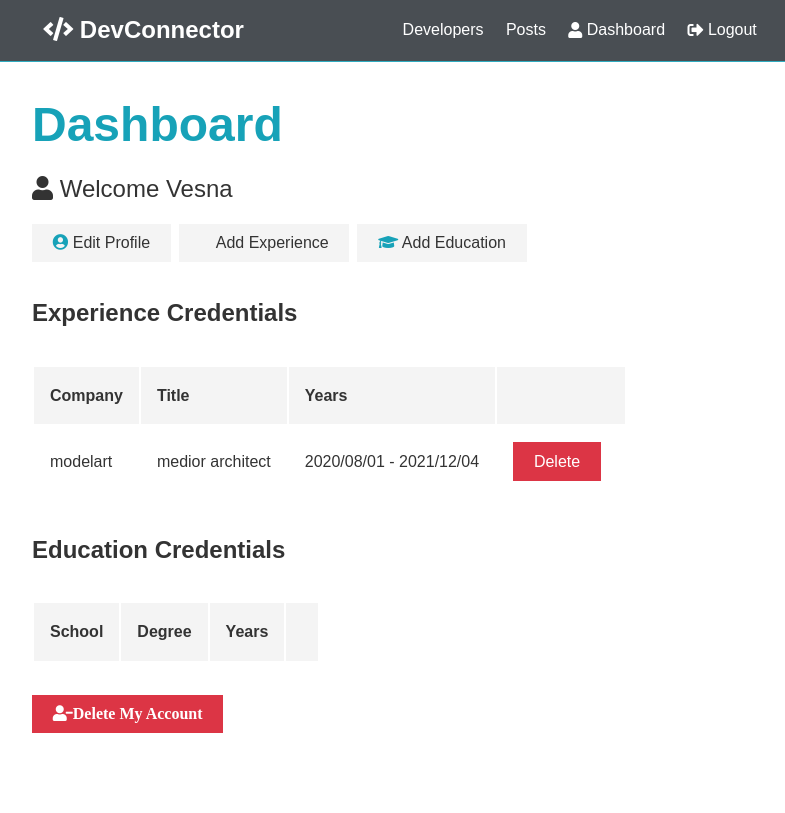 DevConnector Developers Posts Dashboard Logout
Dashboard
Welcome Vesna
Edit Profile Add Experience Add Education
Experience Credentials
Company Title Years
modelart medior architect 2020/08/01 - 2021/12/04 Delete
Education Credentials
School Degree Years
Delete My Account